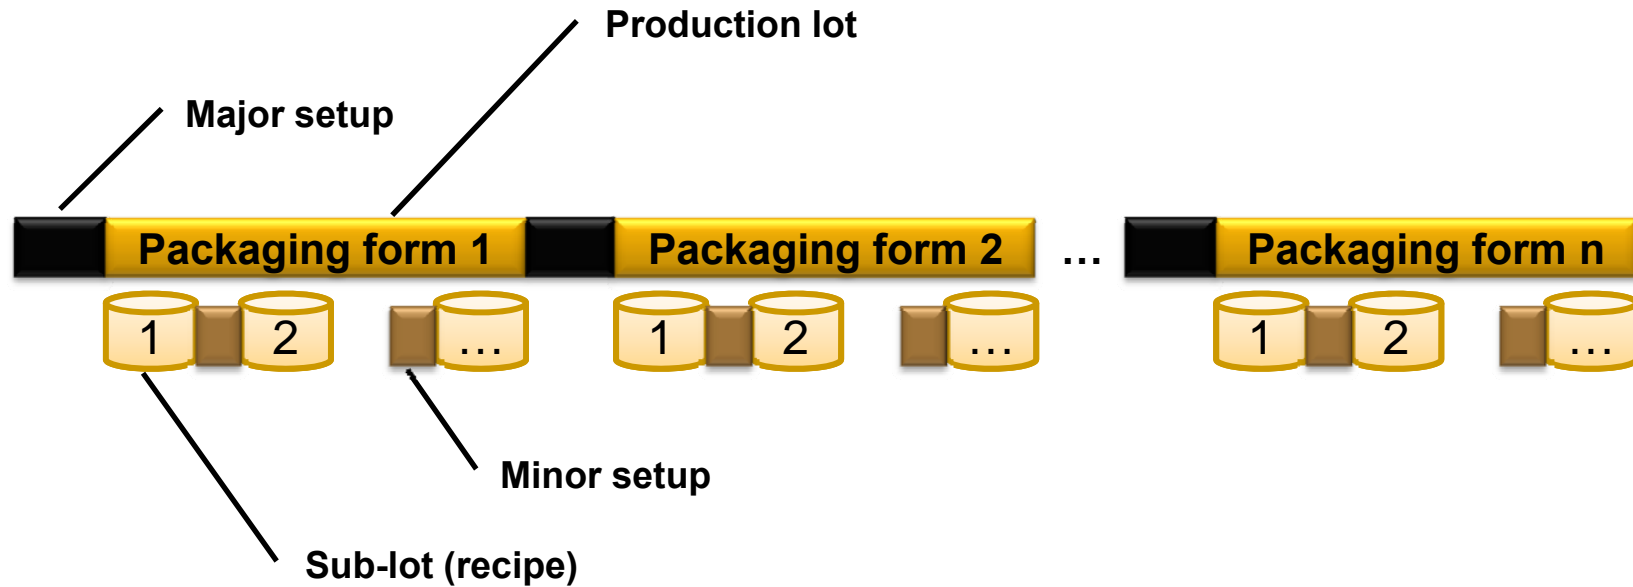 Production lot
Major setup
Packaging form 1
Packaging form 2
...
Packaging form n
1
2
...
1
2
...
1
2
...
Minor setup
Sub-lot (recipe)